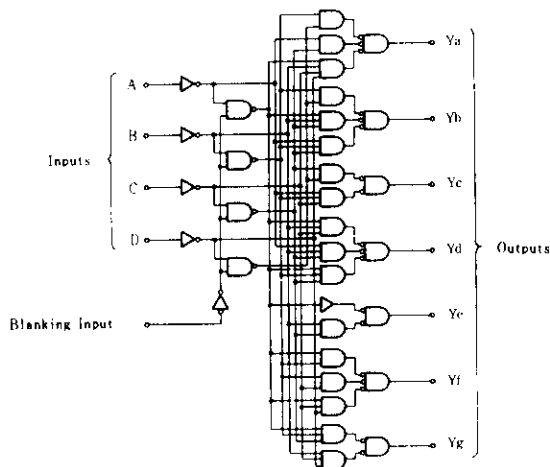 Ya
A
Yb
B
Inputs
C
Yc
D
Yd
Outputs
Ye
Blanking Input
Yf
Yg